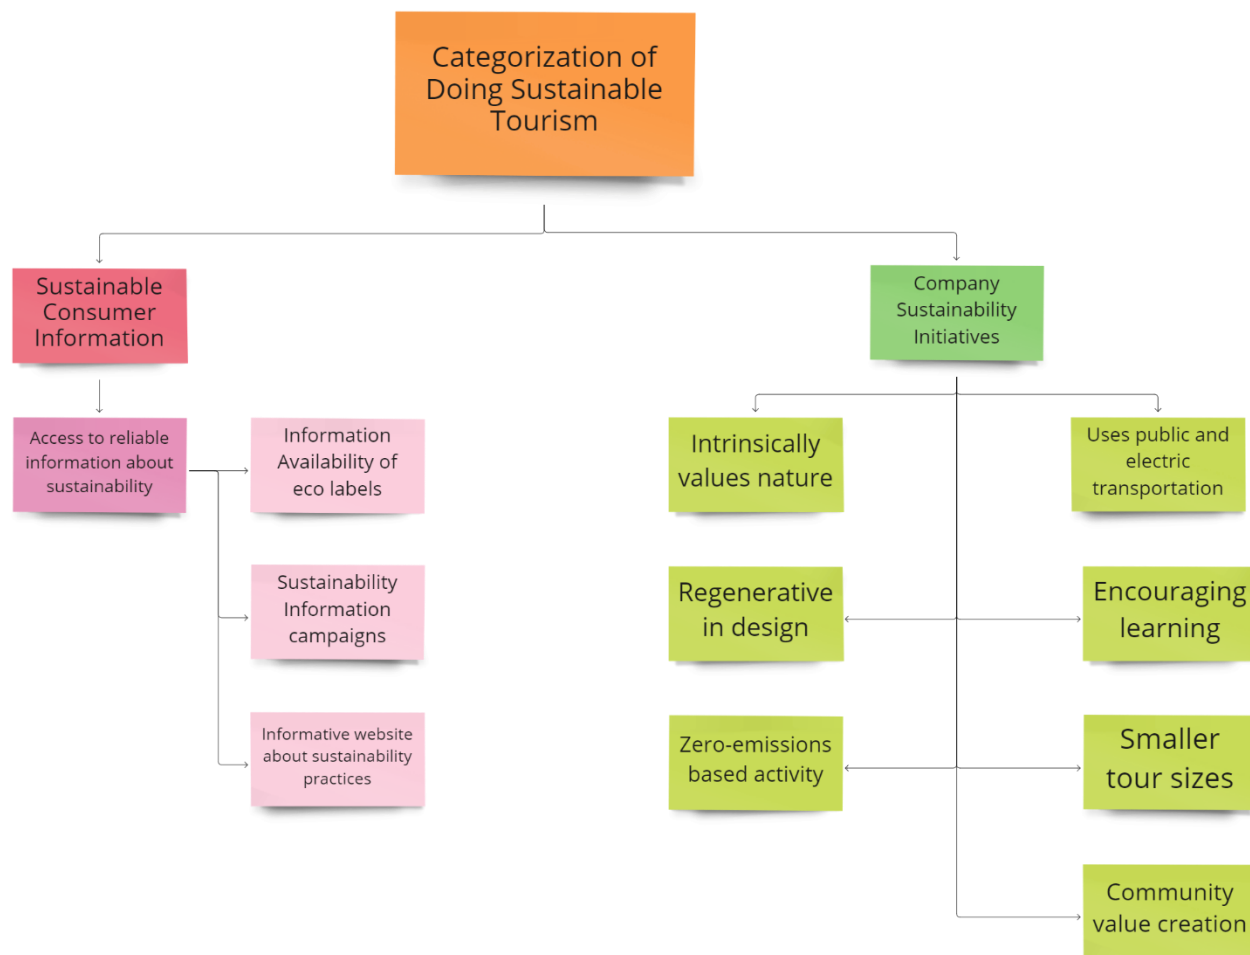 Categorization of
Doing Sustainable
Tourism
Sustainable
Consumer
Information
Company
Sustainability
Initiatives
Access to reliable
information about
sustainability
Information
Availability of
eco labels
Sustainability
Information
campaigns
Informative website
about sustainability
practices
Intrinsically
values nature
Uses public and
electric
transportation
Regenerative
in design
Encouraging
learning
Zero-emissions
based activity
Smaller
tour sizes
Community
value creation